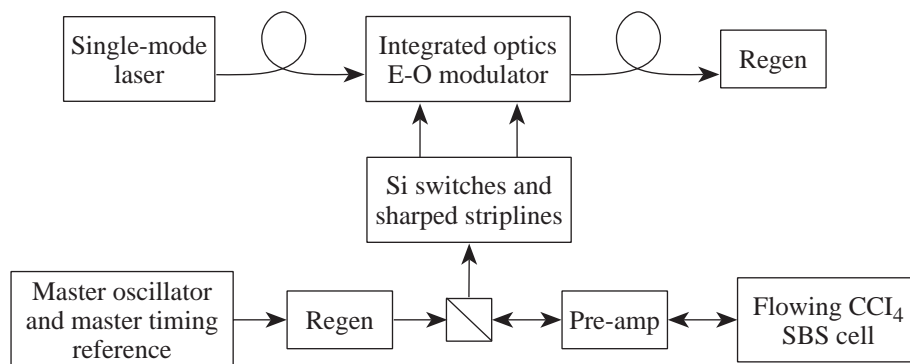 Single-mode
laser
Integrated optics
E-O modulator
Regen
Si switches and
sharped striplines
Master oscillator
and master timing
reference
Regen
Pre-amp
Flowing CCI4
SBS cell